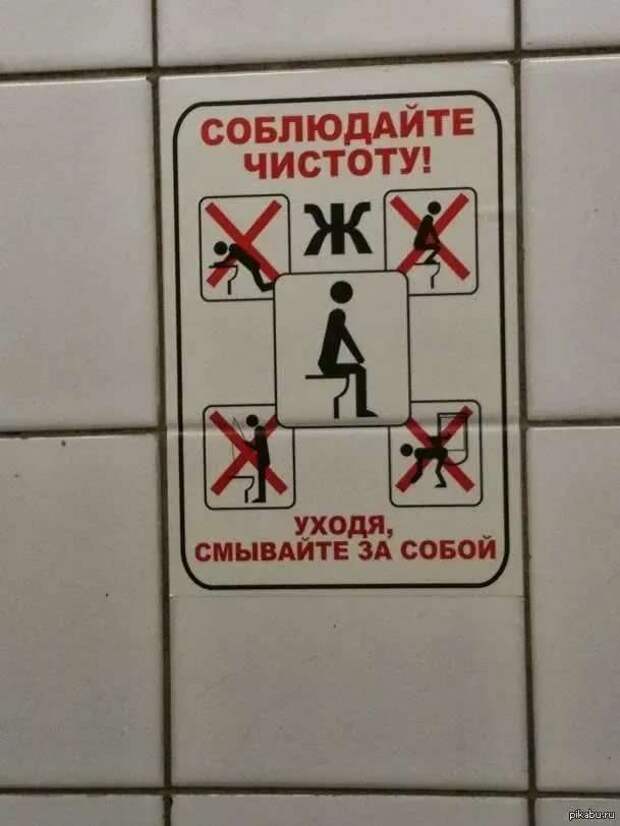 СОБЛЮДАЙТЕ
ЧИСТОТУ!
Ж
УХОДЯ,
СМЫВАЙТЕ ЗА СОБОЙ
pikabu.ru